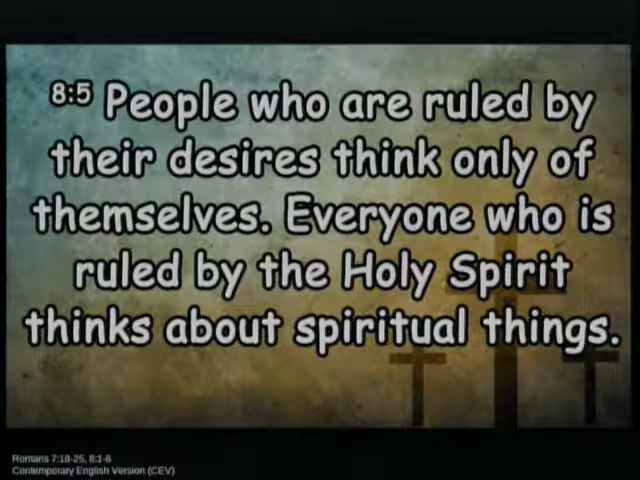 8:5 People who are ruled by
their desires think only of
themselves. Everyone who is
ruled by the Holy Spirit
thinks about spiritual things.
Romans 7:18-25, 8:1-6
Contemporary English Version (CEV)